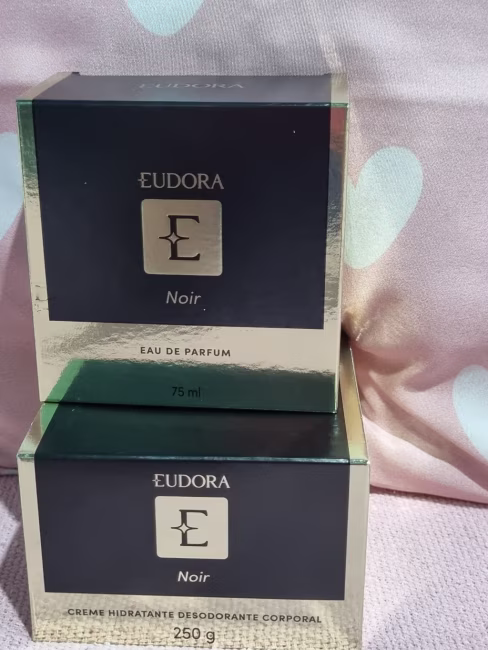 EUDORA
EUDORA
E
Noir
EAU DE PARFUM
75 ml
EUDORA
E
Noir
CREME HIDRATANTE DESODORANTE CORPORAL
250 g